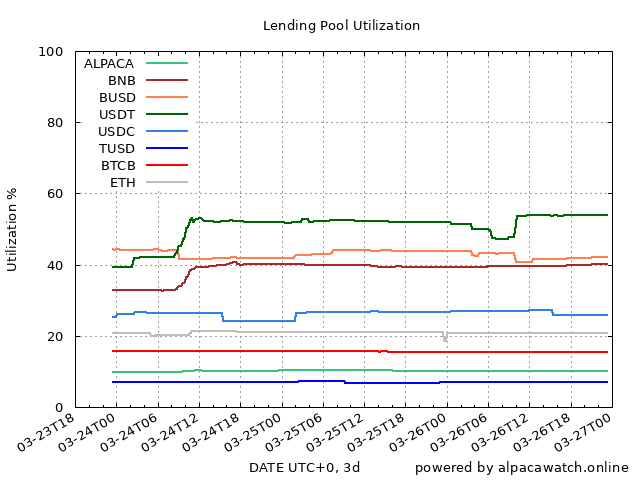 Lending Pool Utilization
100
80
60
40
20
0
Utilization %
ALPACA
BNB
BUSD
USDT
USDC
TUSD
BTCB
ETH
03-23T18
03-24T00
03-24T06
03-24T12
03-24T18
03-25T00
03-25T06
03-25T12
03-25T18
03-26T00
03-26T06
03-26T12
03-26T18
03-27T00
DATE UTC+0, 3d
powered by alpacawatch.online